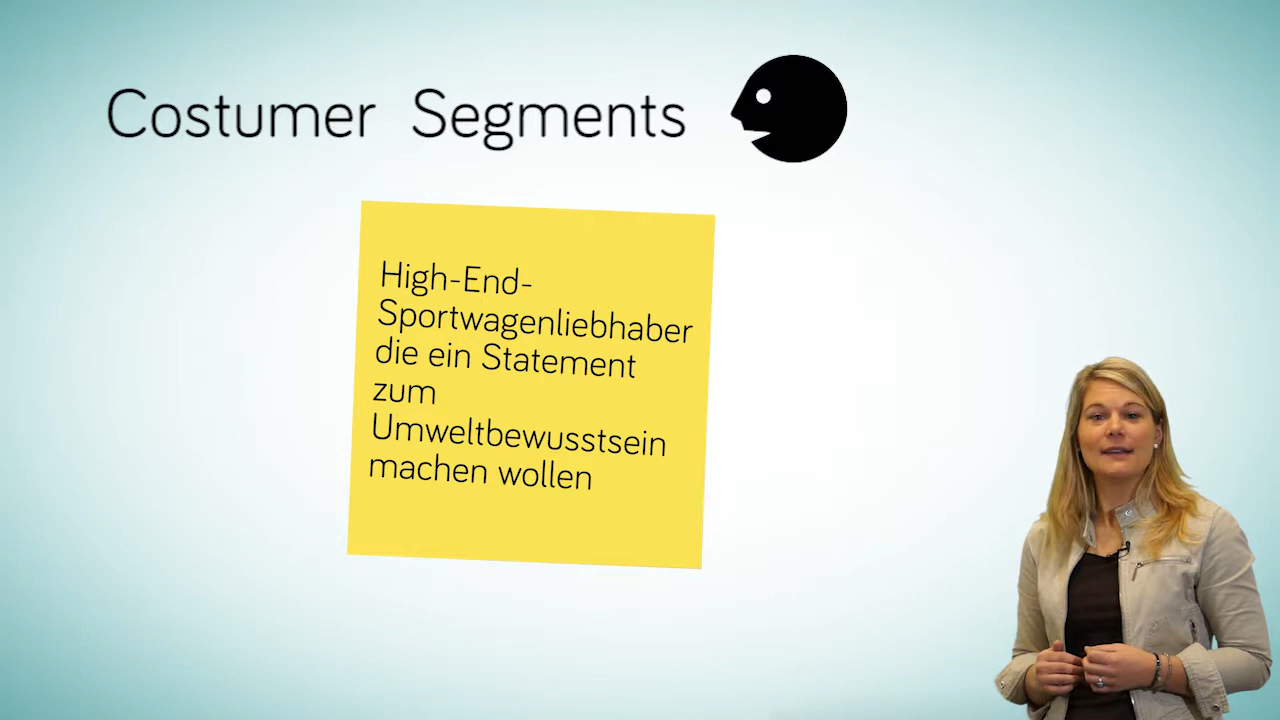 Costumer Segments
High-End-
Sportwagenliebhaber
die ein Statement
zum
Umweltbewusstsein
machen wollen